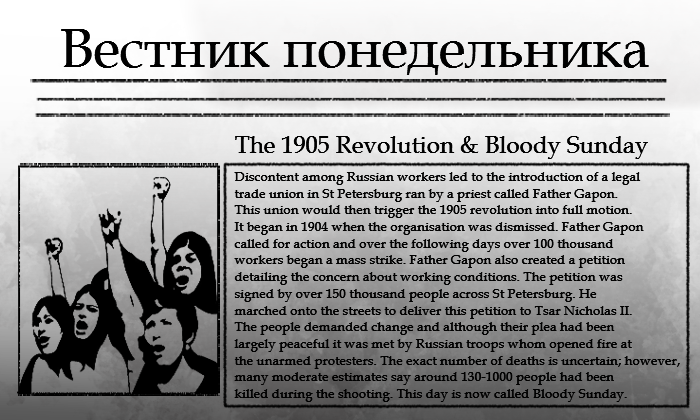 Вестник понедельника
The 1905 Revolution & Bloody Sunday
Discontent among Russian workers led to the introduction of a legal
trade union in St Petersburg ran by a priest called Father Gapon.
This union would then trigger the 1905 revolution into full motion.
It began in 1904 when the organisation was dismissed. Father Gapon
called for action and over the following days over 100 thousand
workers began a mass strike. Father Gapon also created a petition
detailing the concern about working conditions. The petition was
signed by over 150 thousand people across St Petersburg. He
marched onto the streets to deliver this petition to Tsar Nicholas II.
The people demanded change and although their plea had been
largely peaceful it was met by Russian troops whom opened fire at
the unarmed protesters. The exact number of deaths is uncertain; however,
many moderate estimates say around 130-1000 people had been
killed during the shooting. This day is now called Bloody Sunday.